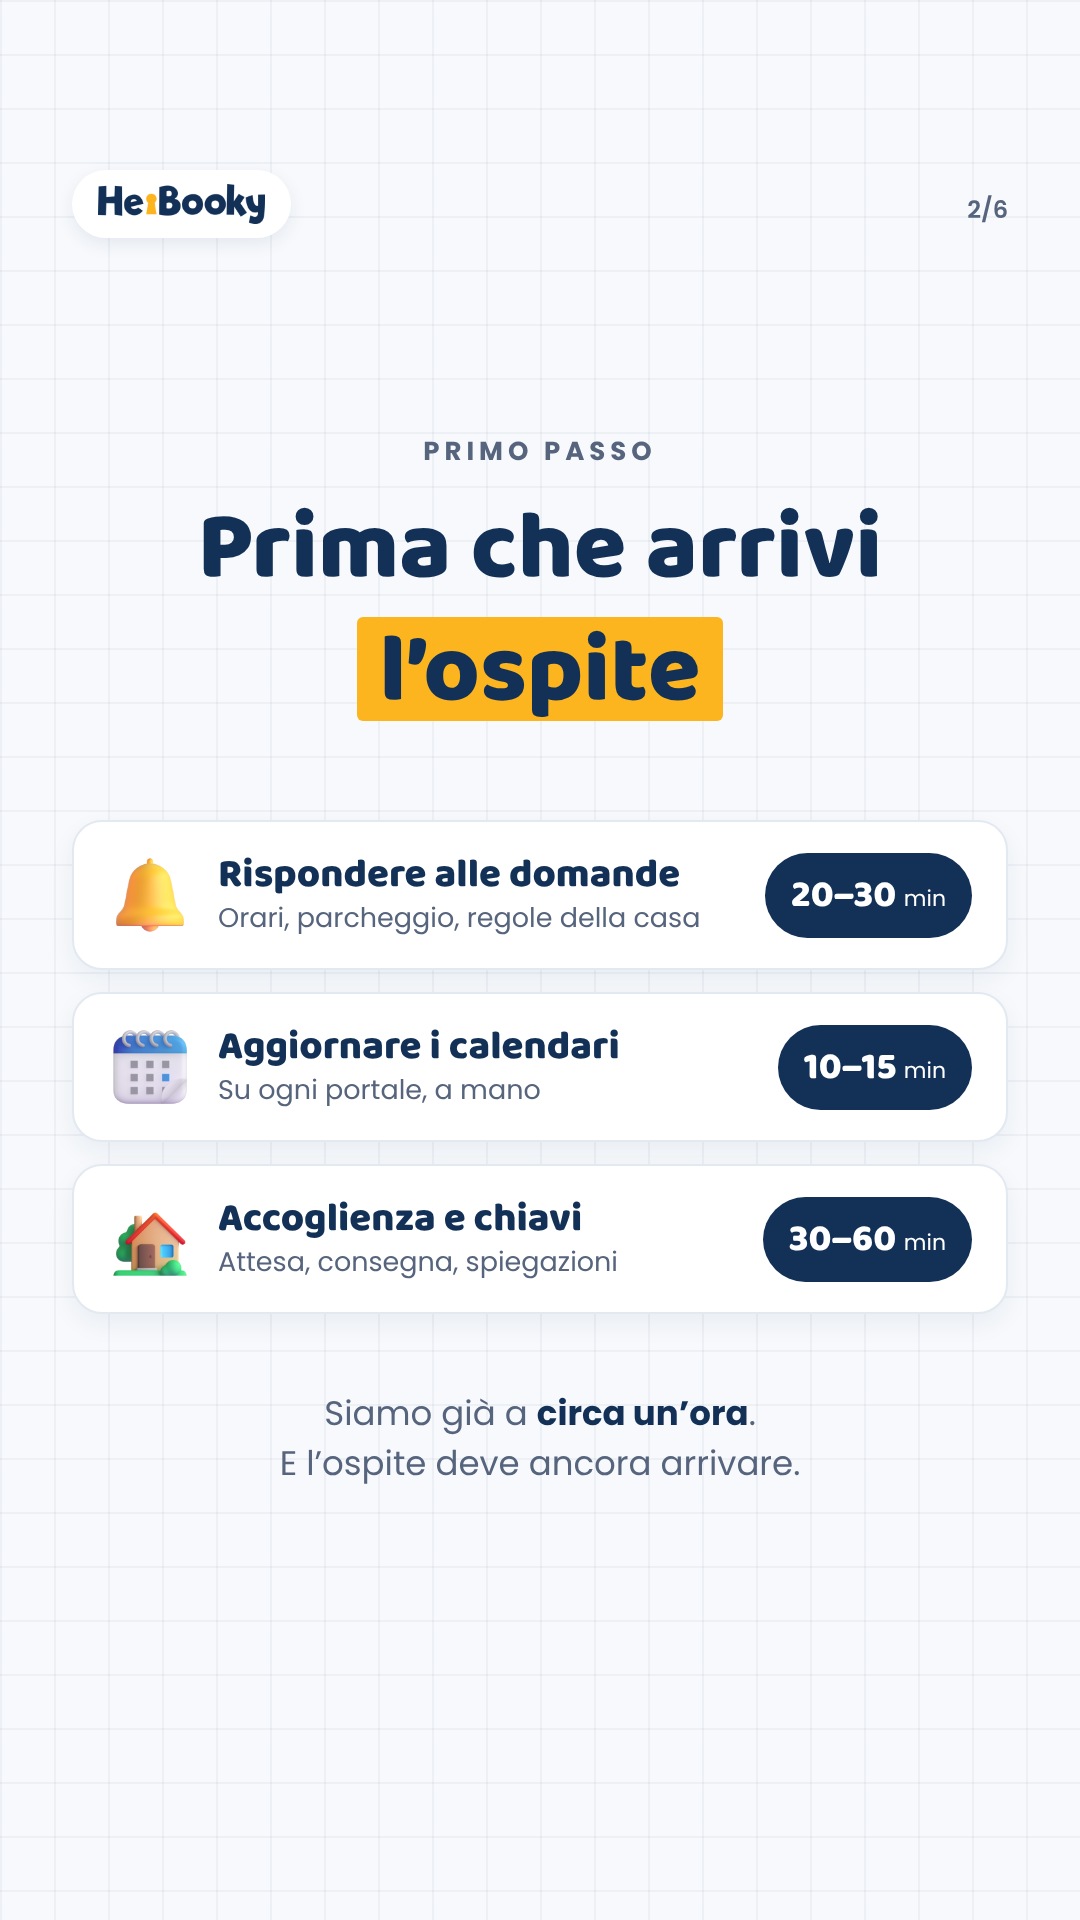 HeiBooky
2/6
PRIMO PASSO
Prima che arrivi
l’ospite
Rispondere alle domande
Orari, parcheggio, regole della casa
20–30 min
Aggiornare i calendari
Su ogni portale, a mano
10–15 min
Accoglienza e chiavi
Attesa, consegna, spiegazioni
30–60 min
Siamo già a circa un’ora.
E l’ospite deve ancora arrivare.